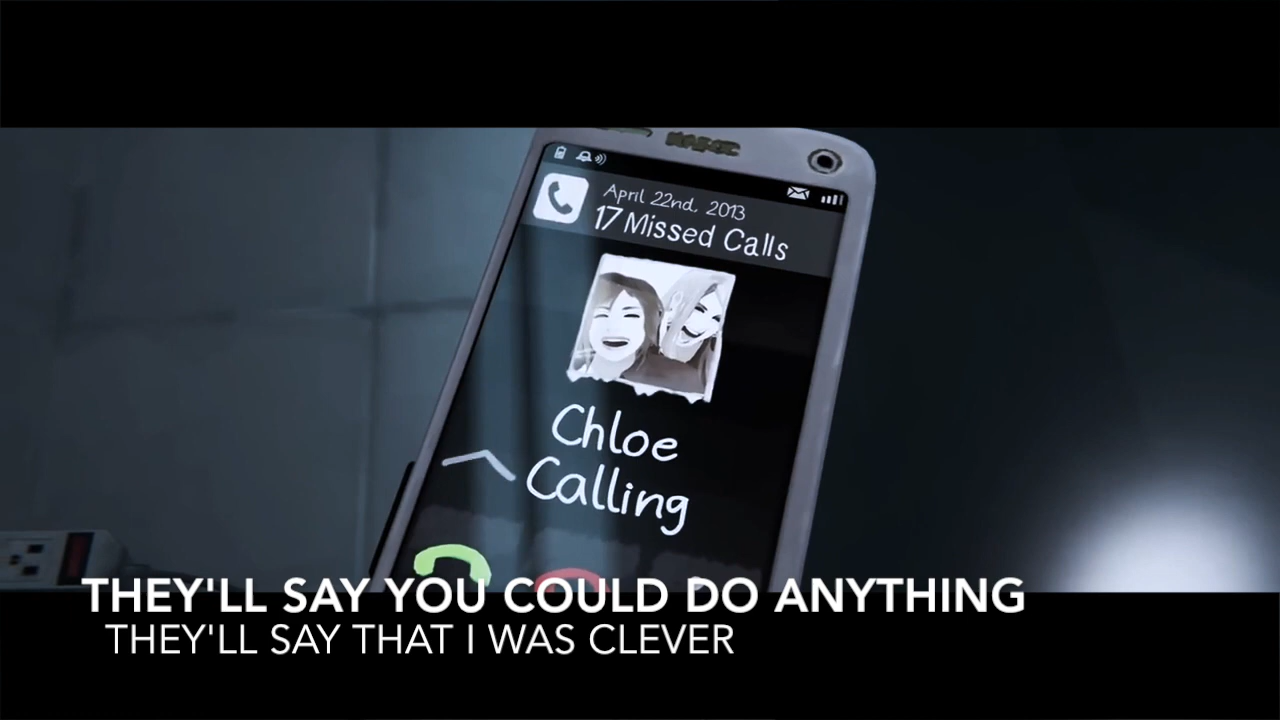 April 22nd, 2013
17 Missed Calls
Chloe
Calling
THEY'LL SAY YOU COULD DO ANYTHING
THEY'LL SAY THAT I WAS CLEVER